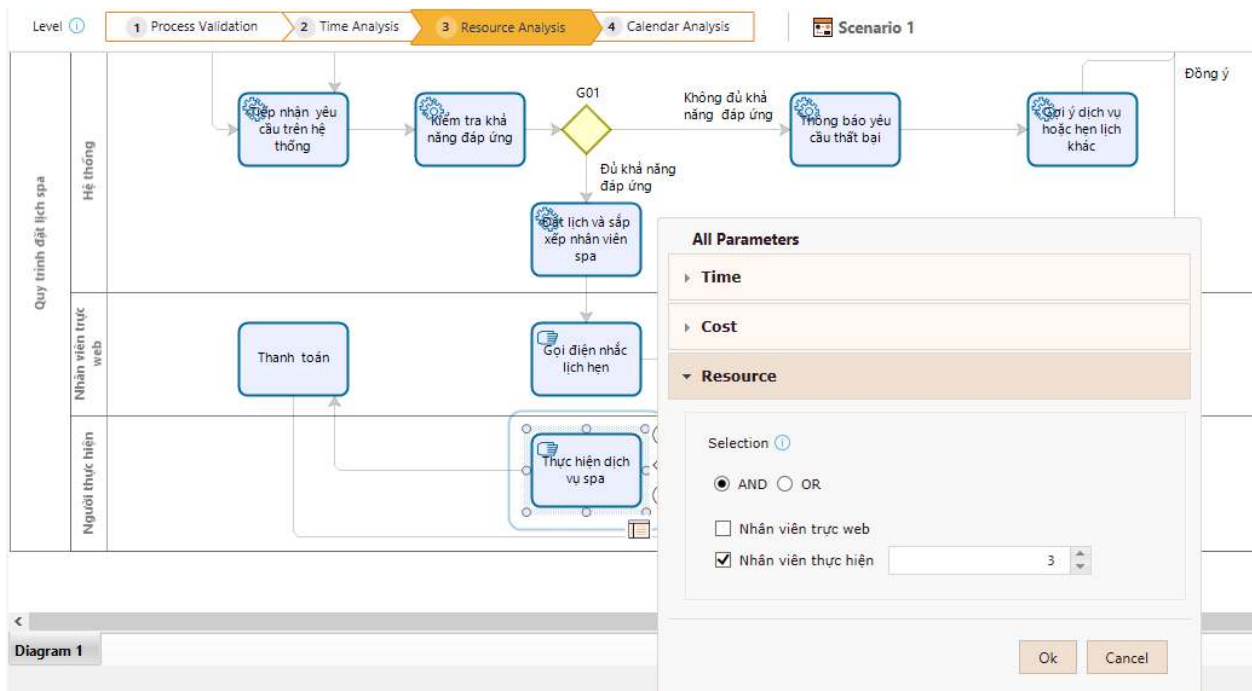 Level
1 Process Validation
2 Time Analysis
3 Resource Analysis
4 Calendar Analysis
Scenario 1
Quy trình đặt lịch spa
Hệ thống
Tiếp nhận yêu
cầu trên hệ
thống
Kiểm tra khả
năng đáp ứng
G01
Không đủ khả
năng đáp ứng
Thông báo yêu
cầu thất bại
Gợi ý dịch vụ
hoặc hẹn lịch
khác
Đồng ý
Đủ khả năng
đáp ứng
Đặt lịch và sắp
xếp nhân viên
spa
Nhân viên trực
web
Thanh toán
Gọi điện nhắc
lịch hẹn
Người thực hiện
Thực hiện dịch
vụ spa
All Parameters
Time
Cost
Resource
Selection
AND OR
Nhân viên trực web
Nhân viên thực hiện 3
Ok Cancel
Diagram 1